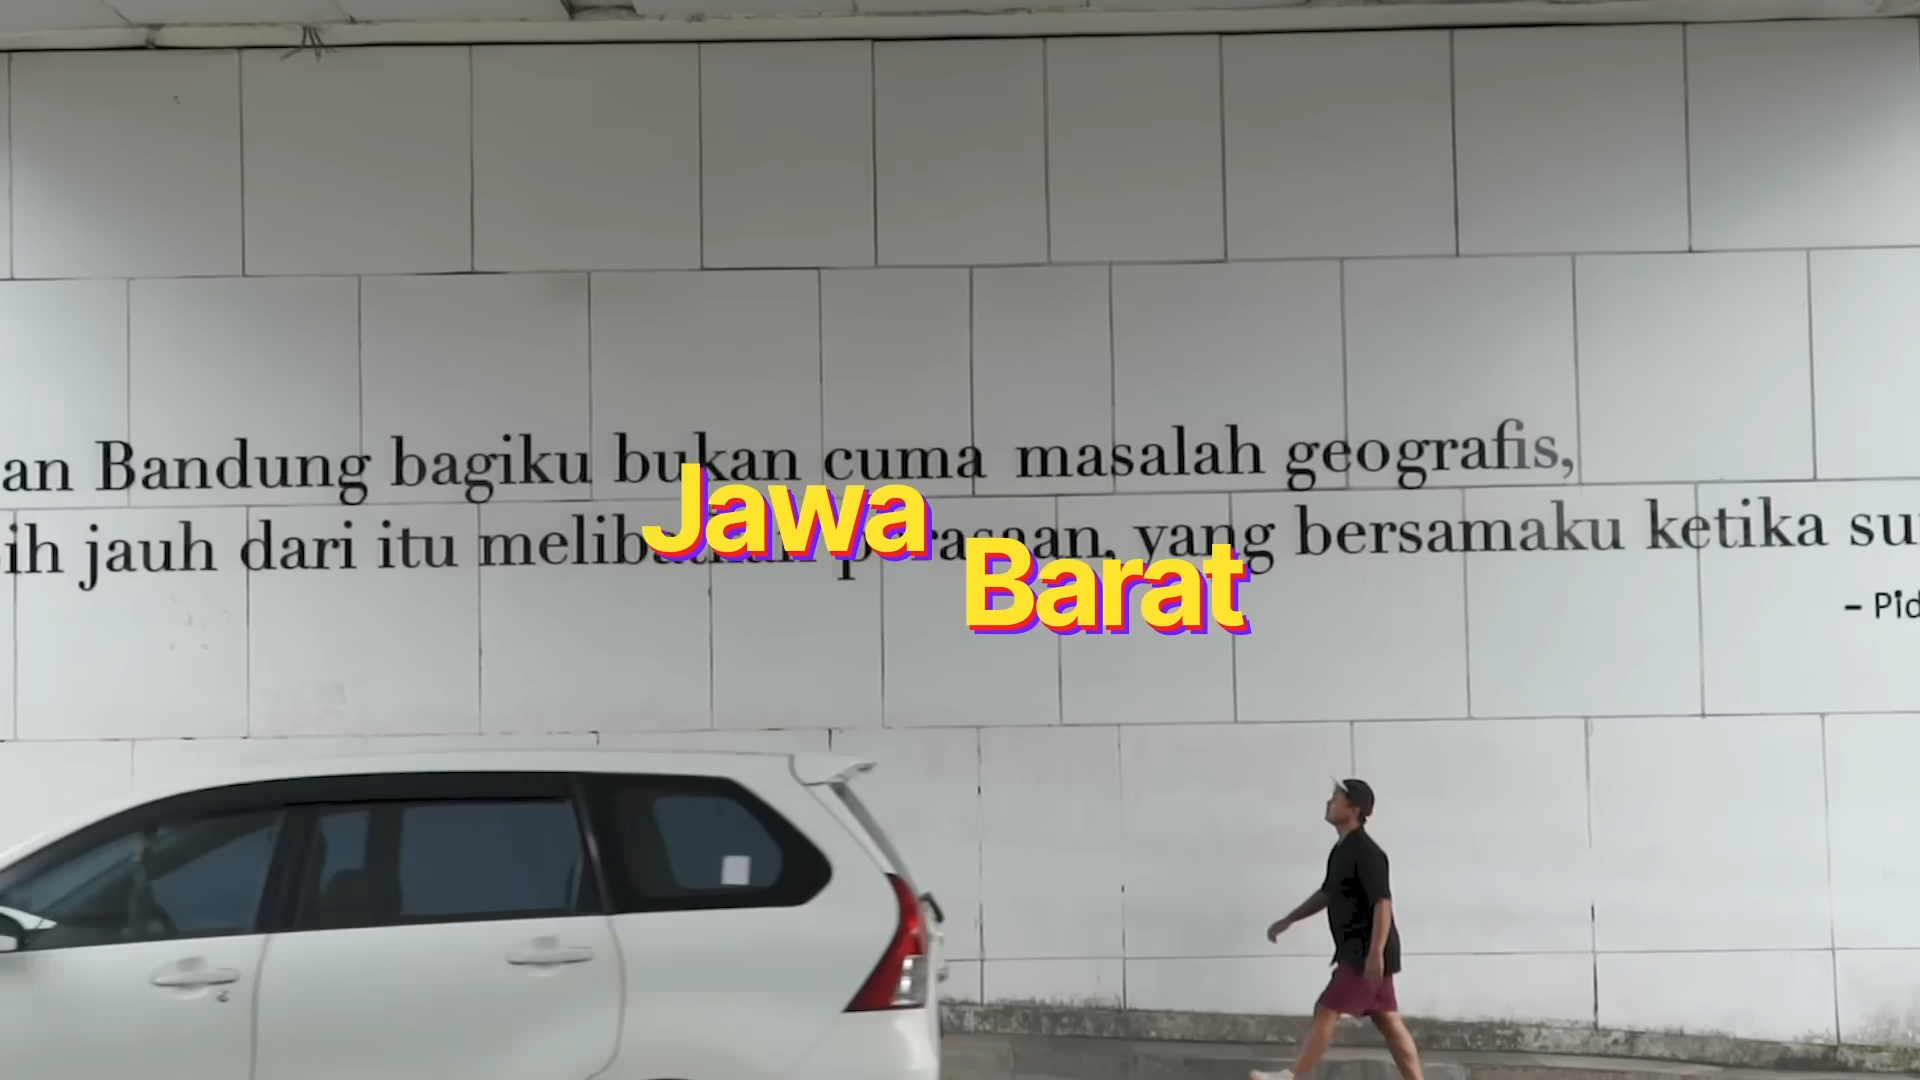 an Bandung bagiku bukan cuma masalah geografis,
ih jauh dari itu melibatkan perasaan, yang bersamaku ketika su
– Pid
Jawa
Barat